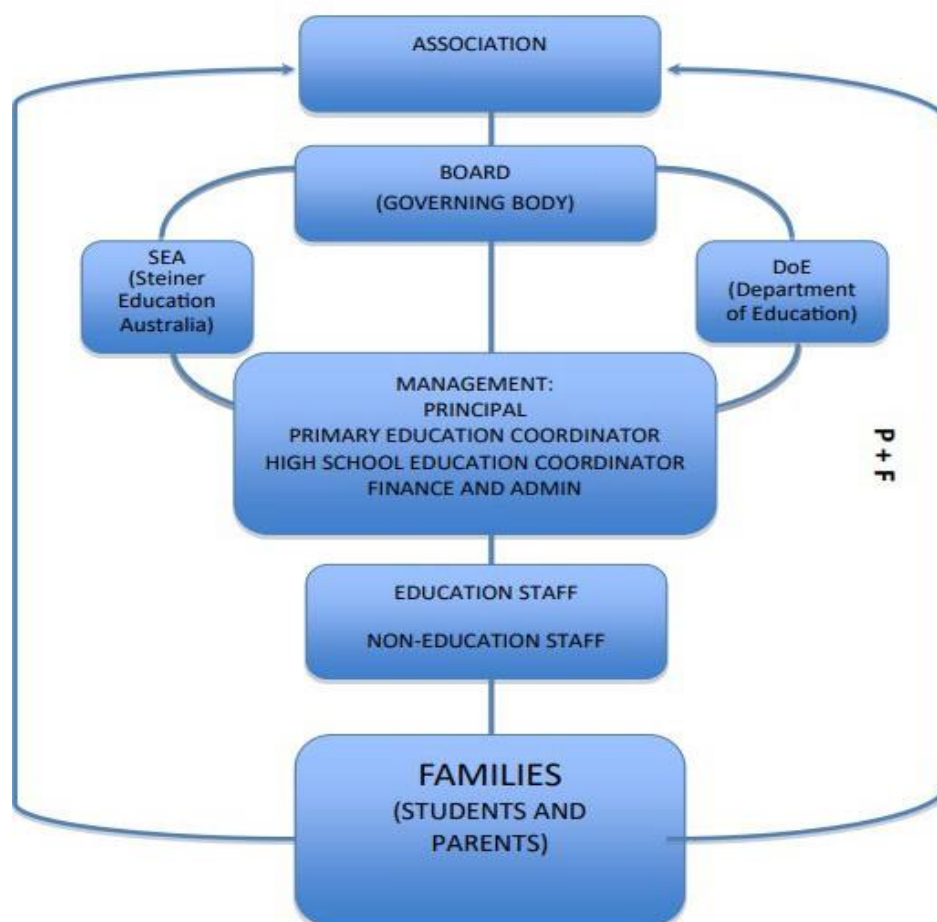 ASSOCIATION
BOARD
(GOVERNING BODY)
SEA
(Steiner
Education
Australia)
DoE
(Department
of Education)
MANAGEMENT:
PRINCIPAL
PRIMARY EDUCATION COORDINATOR
HIGH SCHOOL EDUCATION COORDINATOR
FINANCE AND ADMIN
P + F
EDUCATION STAFF
NON-EDUCATION STAFF
FAMILIES
(STUDENTS AND
PARENTS)